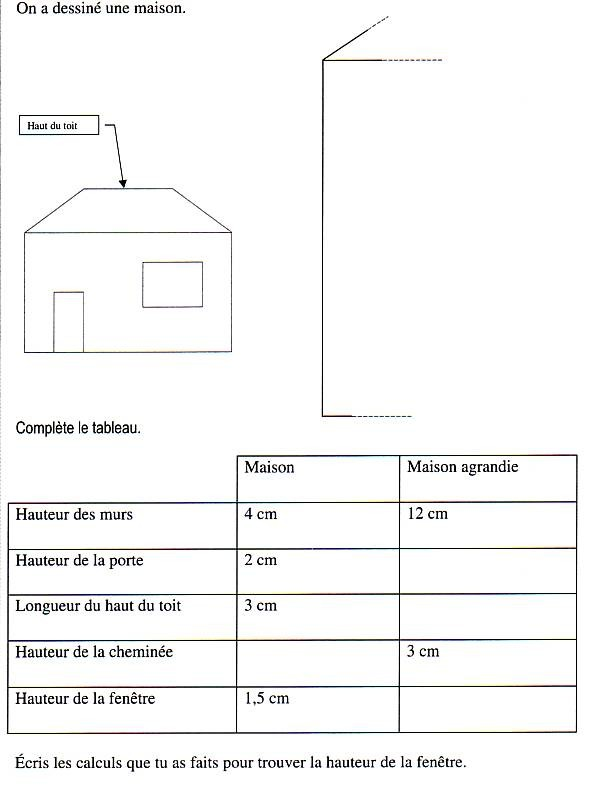 On a dessiné une maison.
Haut du toit
Complète le tableau.
Maison Maison agrandie
Hauteur des murs 4 cm 12 cm
Hauteur de la porte 2 cm
Longueur du haut du toit 3 cm
Hauteur de la cheminée 3 cm
Hauteur de la fenêtre 1,5 cm
Écris les calculs que tu as faits pour trouver la hauteur de la fenêtre.